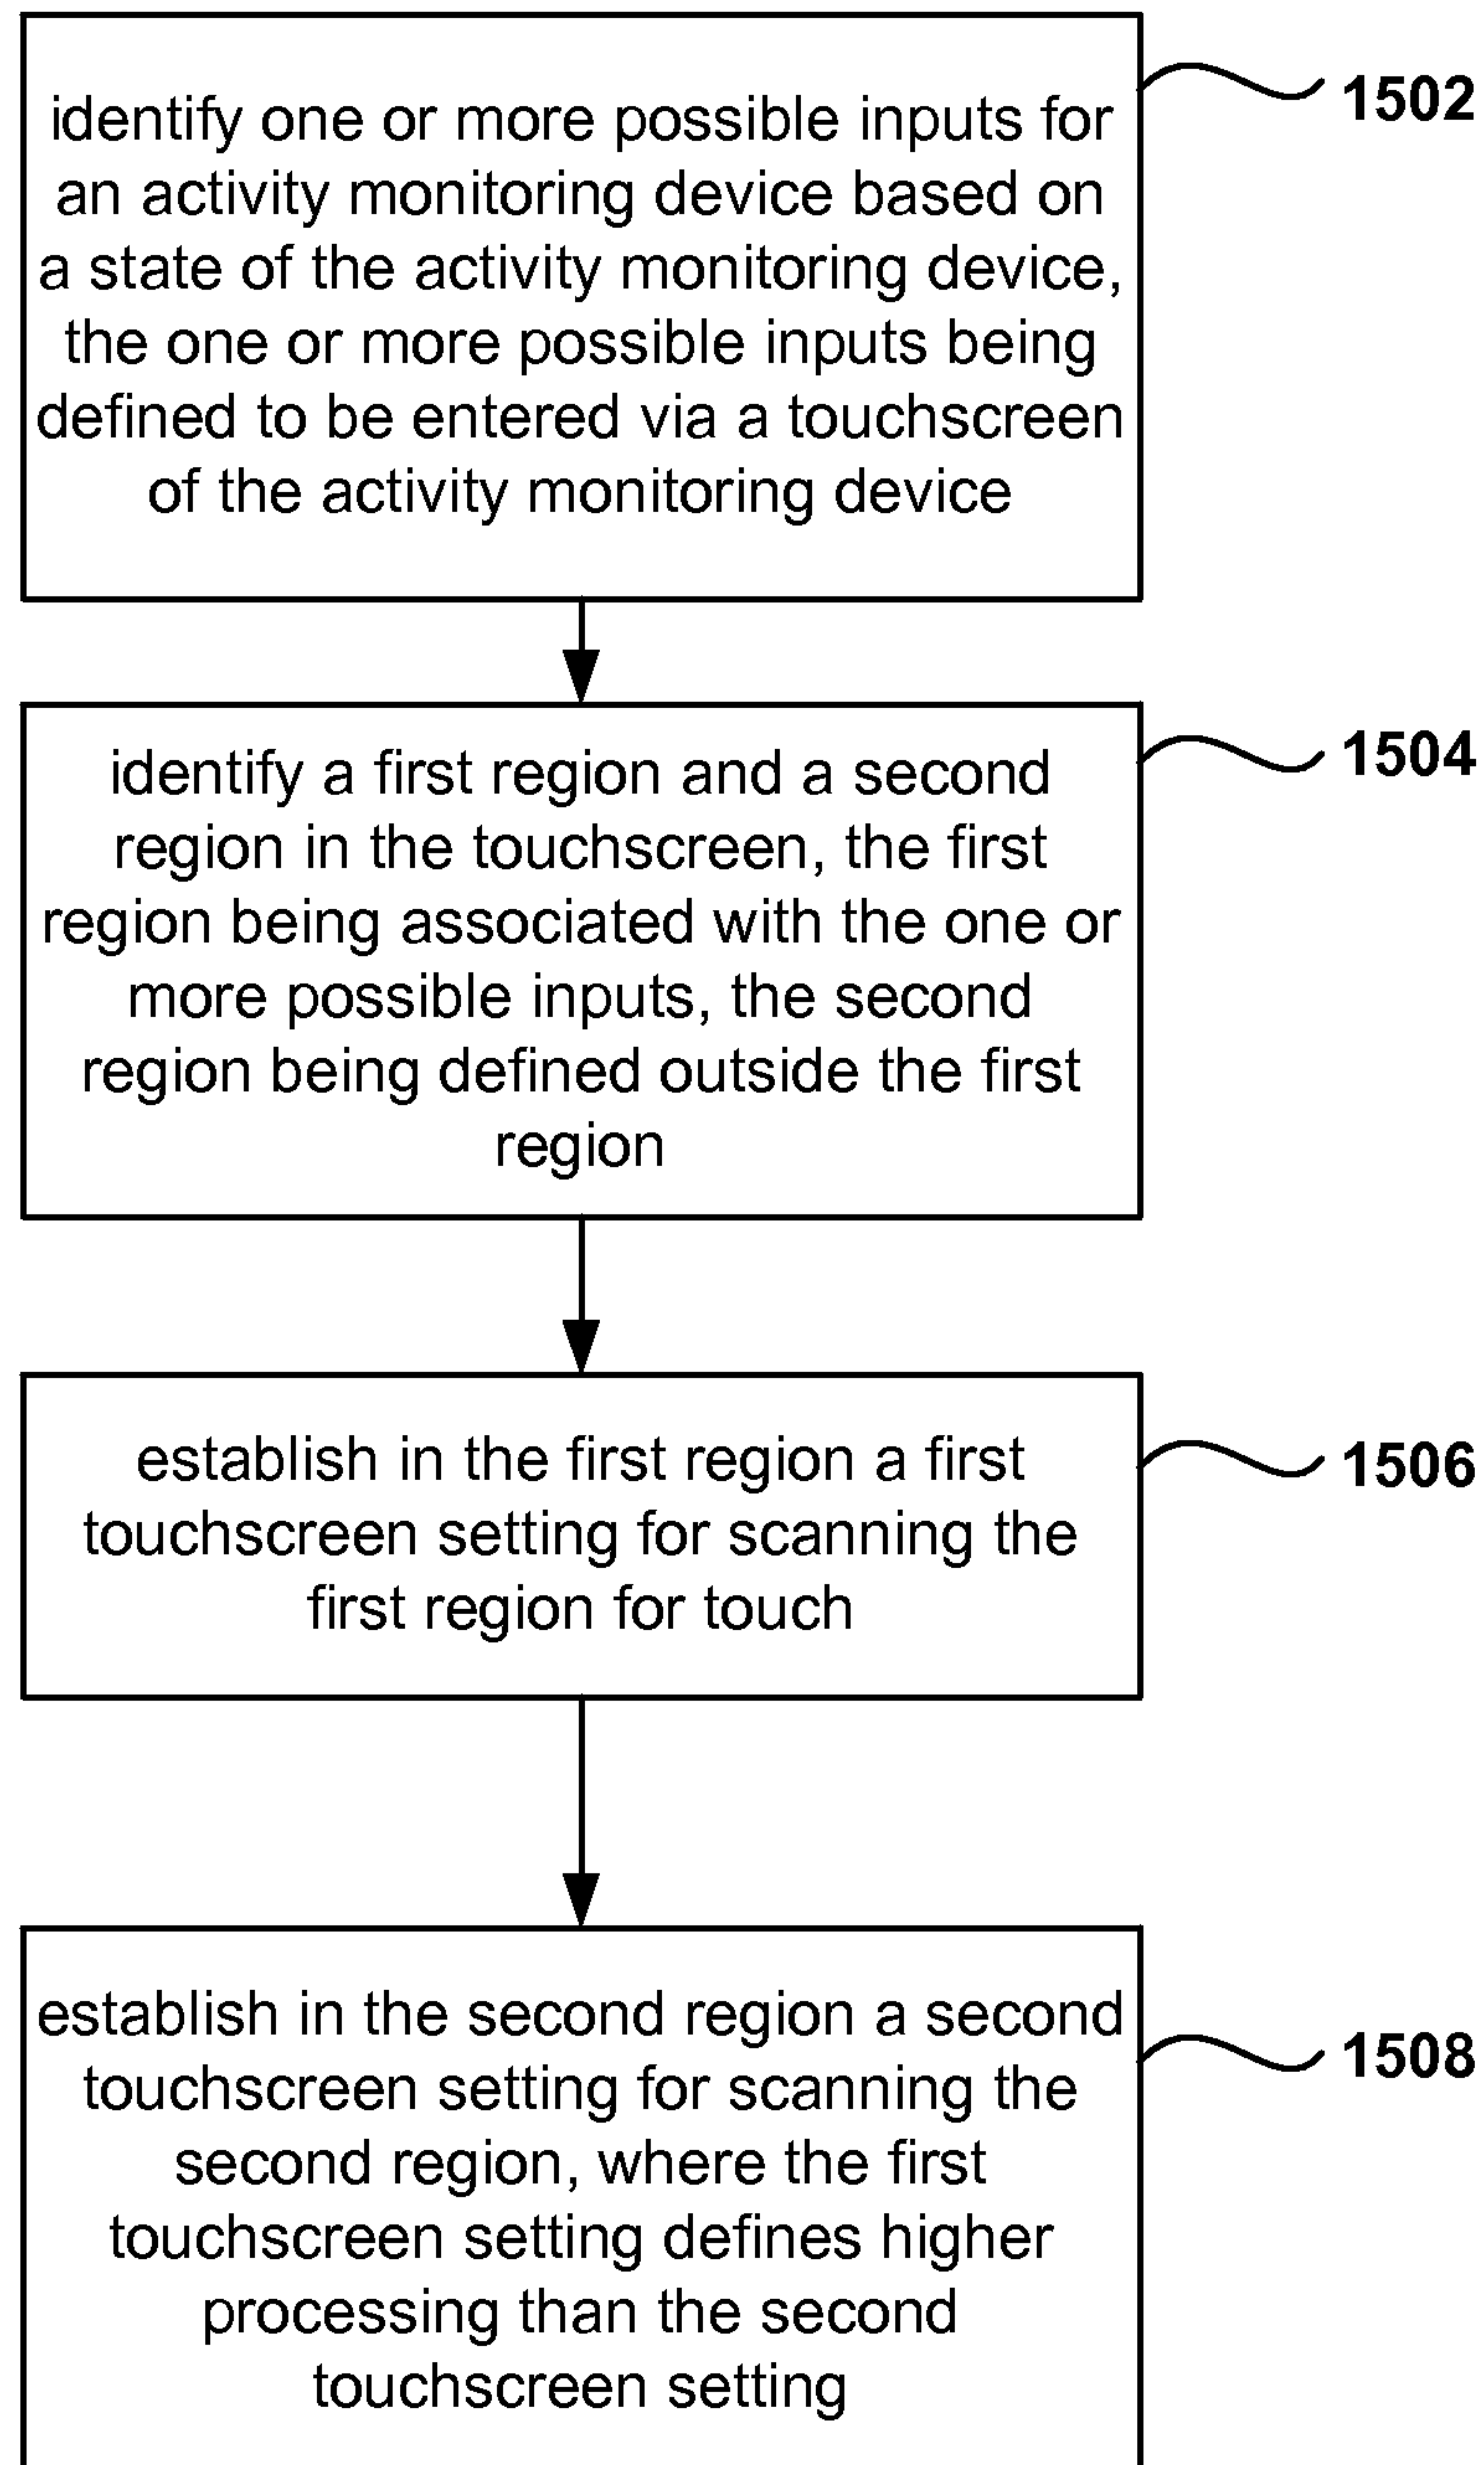 identify one or more possible inputs for
an activity monitoring device based on
a state of the activity monitoring device,
the one or more possible inputs being
defined to be entered via a touchscreen
of the activity monitoring device
1502
identify a first region and a second
region in the touchscreen, the first
region being associated with the one or
more possible inputs, the second
region being defined outside the first
region
1504
establish in the first region a first
touchscreen setting for scanning the
first region for touch
1506
establish in the second region a second
touchscreen setting for scanning the
second region, where the first
touchscreen setting defines higher
processing than the second
touchscreen setting
1508